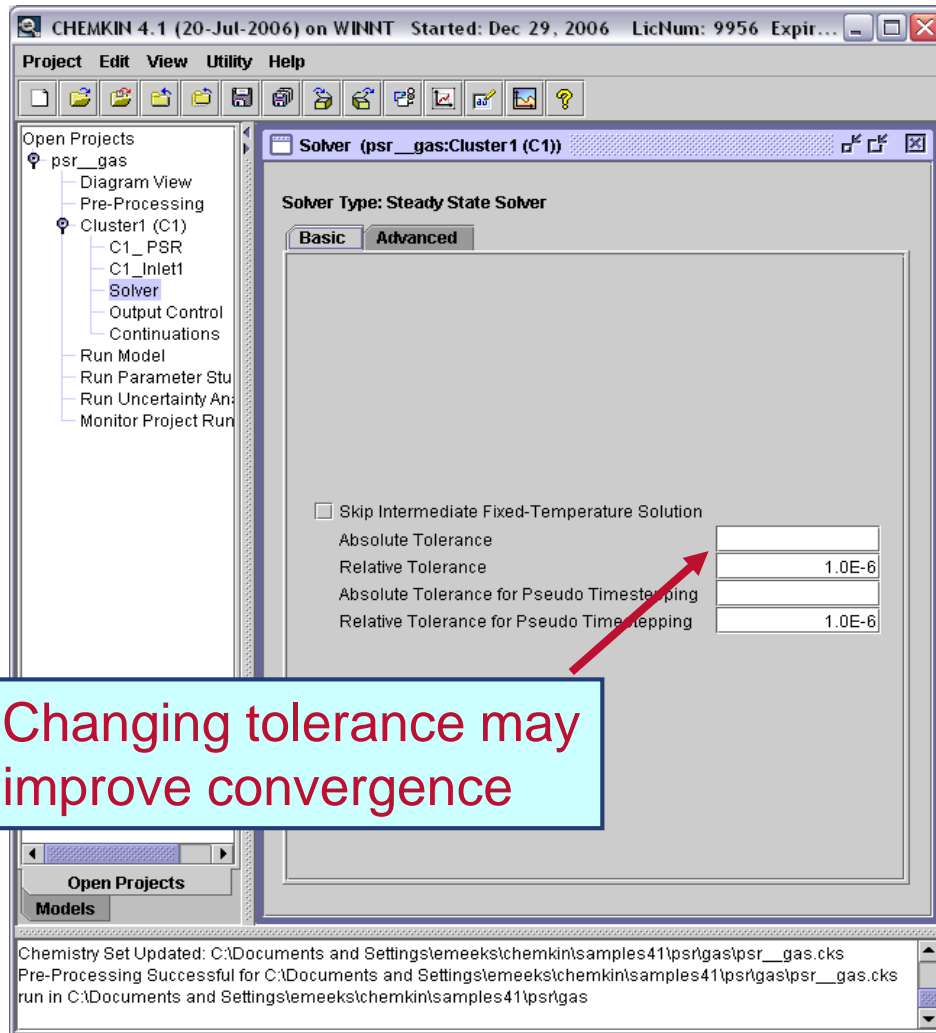 CHEMKIN 4.1 (20-Jul-2006) on WINNT Started: Dec 29, 2006 LicNum: 9956 Expir...
Project Edit View Utility Help
Open Projects
psr__gas
Diagram View
Pre-Processing
Cluster1 (C1)
C1_ PSR
C1_Inlet1
Solver
Output Control
Continuations
Run Model
Run Parameter Stu
Run Uncertainty Ana
Monitor Project Run
Solver (psr__gas:Cluster1 (C1))
Solver Type: Steady State Solver
Basic Advanced
Skip Intermediate Fixed-Temperature Solution
Absolute Tolerance
Relative Tolerance 1.0E-6
Absolute Tolerance for Pseudo Timestepping
Relative Tolerance for Pseudo Timestepping 1.0E-6
Changing tolerance may
improve convergence
Open Projects
Models
Chemistry Set Updated: C:\Documents and Settings\emeeks\chemkin\samples41\psr\gas\psr__gas.cks
Pre-Processing Successful for C:\Documents and Settings\emeeks\chemkin\samples41\psr\gas\psr__gas.cks
run in C:\Documents and Settings\emeeks\chemkin\samples41\psr\gas